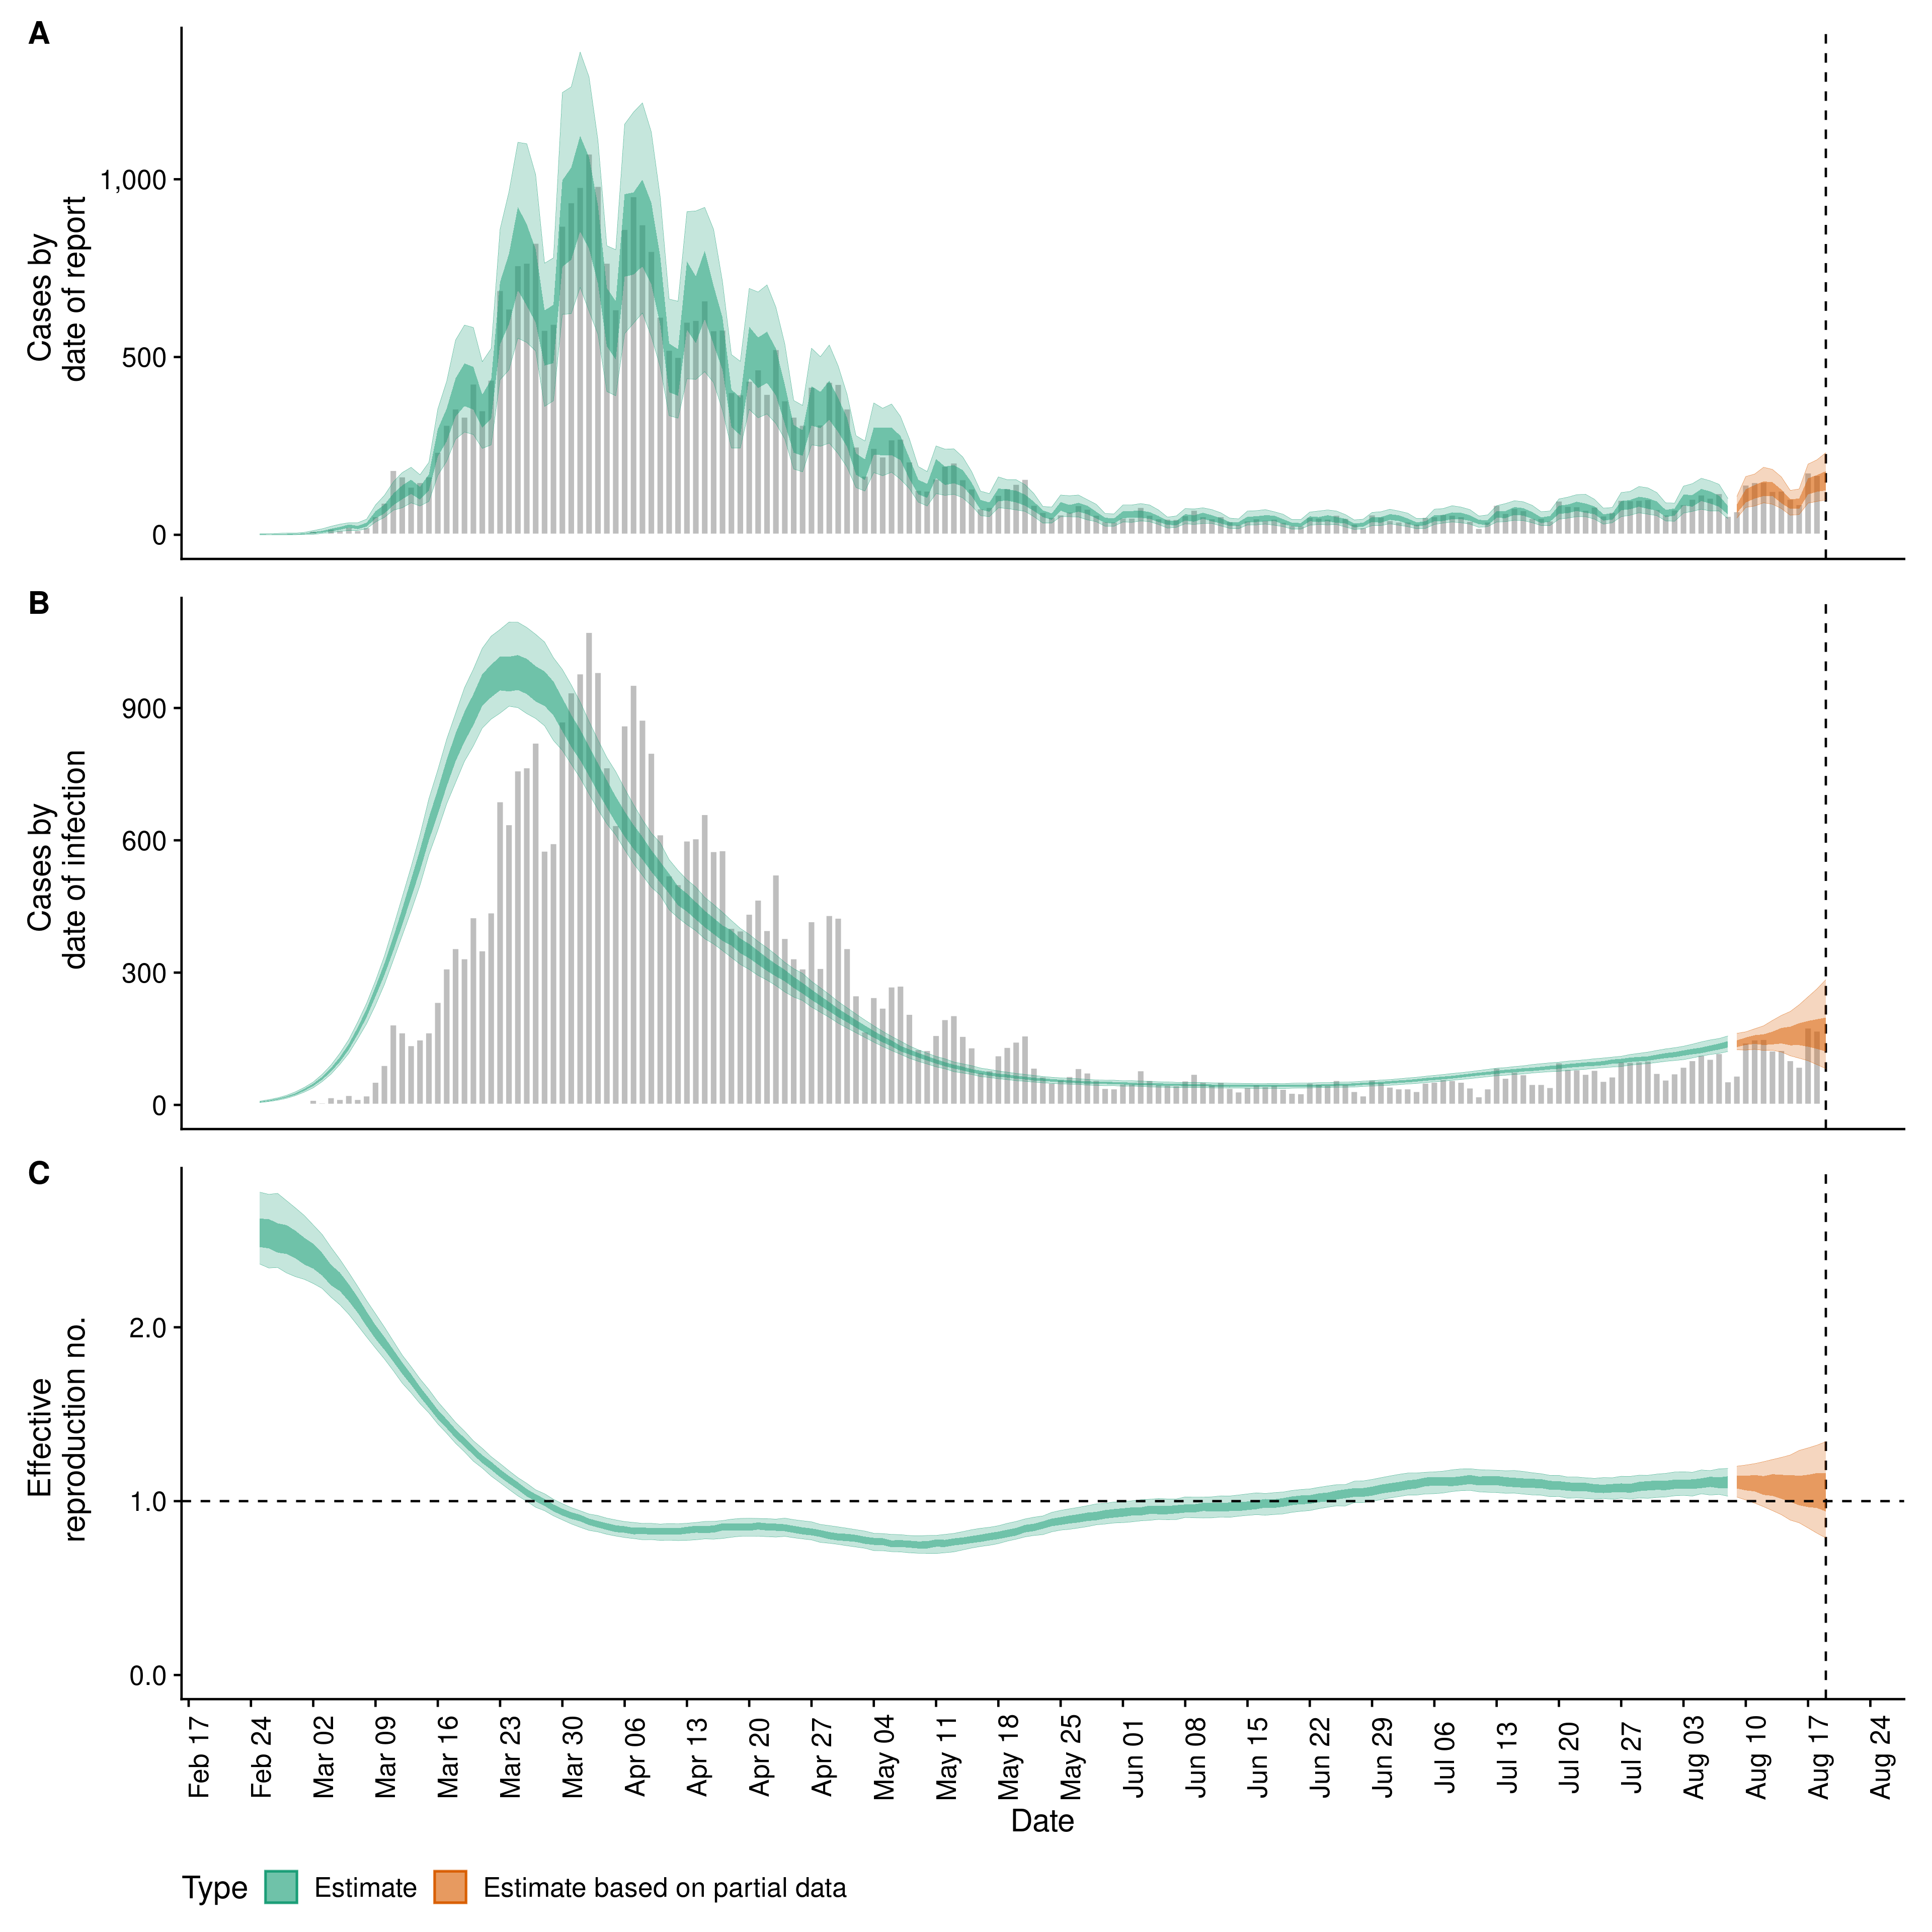 A
Cases by
date of report
1,000
500
0
B
Cases by
date of infection
900
600
300
0
C
Effective
reproduction no.
2.0
1.0
0.0
Feb 17
Feb 24
Mar 02
Mar 09
Mar 16
Mar 23
Mar 30
Apr 06
Apr 13
Apr 20
Apr 27
May 04
May 11
May 18
May 25
Jun 01
Jun 08
Jun 15
Jun 22
Jun 29
Jul 06
Jul 13
Jul 20
Jul 27
Aug 03
Aug 10
Aug 17
Aug 24
Date
Type Estimate Estimate based on partial data